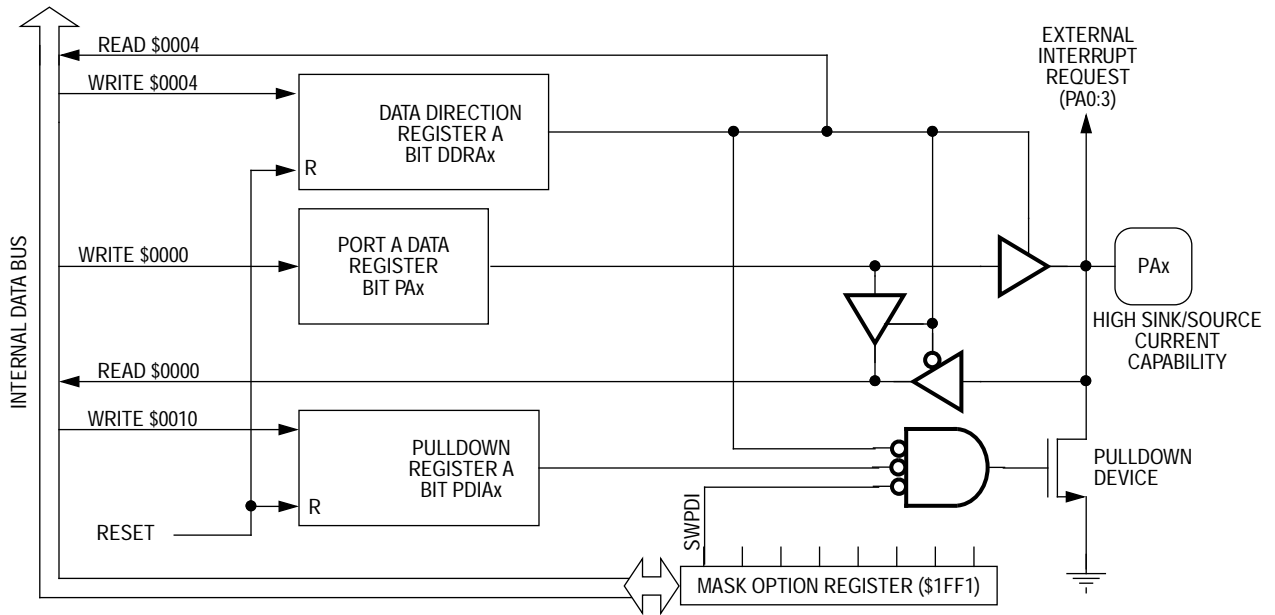 READ $0004
WRITE $0004
DATA DIRECTION
REGISTER A
BIT DDRAx
R
EXTERNAL
INTERRUPT
REQUEST
(PA0:3)
INTERNAL DATA BUS
WRITE $0000
PORT A DATA
REGISTER
BIT PAx
PAx
HIGH SINK/SOURCE
CURRENT
CAPABILITY
READ $0000
WRITE $0010
PULLDOWN
REGISTER A
BIT PDIAx
R
RESET
PULLDOWN
DEVICE
SWPDI
MASK OPTION REGISTER ($1FF1)